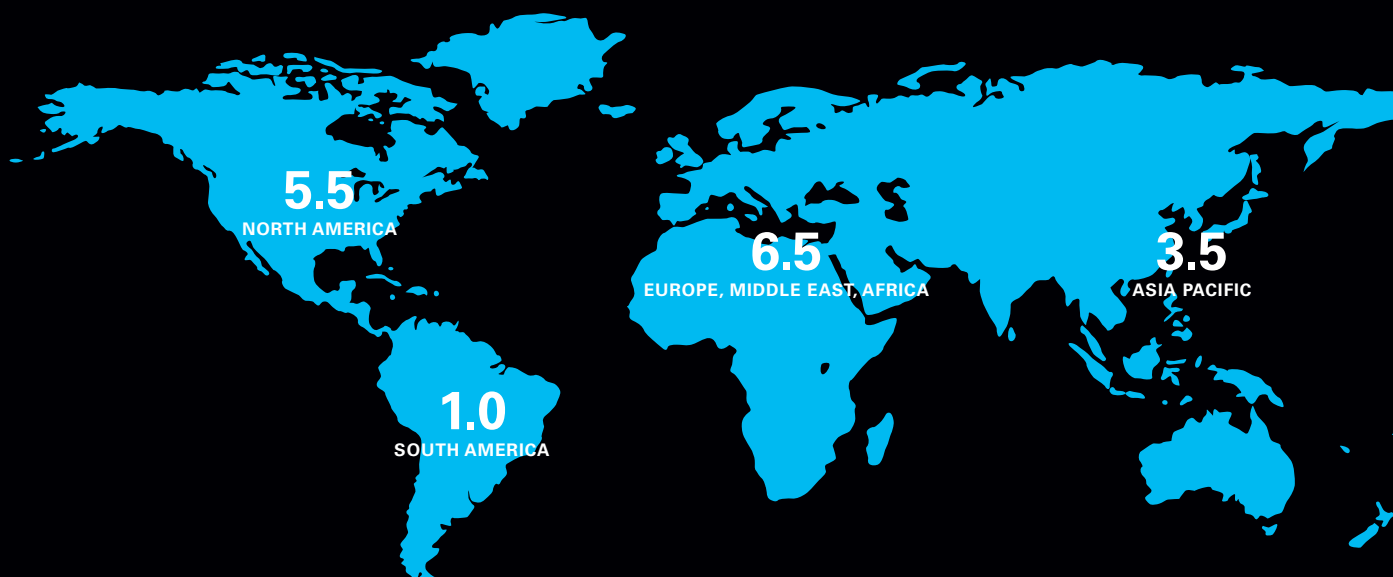 5.5
NORTH AMERICA
6.5
EUROPE, MIDDLE EAST, AFRICA
3.5
ASIA PACIFIC
1.0
SOUTH AMERICA